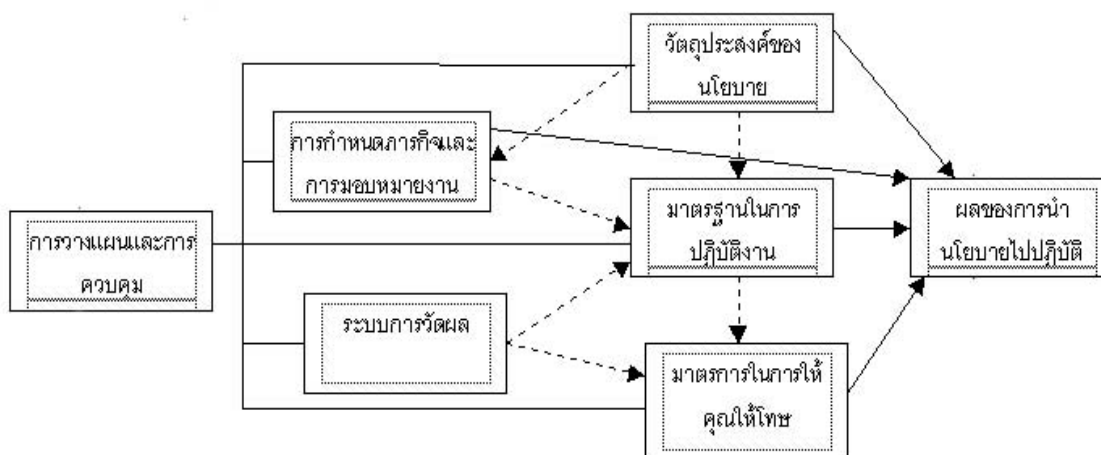 วัตถุประสงค์ของ
นโยบาย
การกำหนดภารกิจและ
การมอบหมายงาน
มาตรฐานในการ
ปฏิบัติงาน
ผลของการนำ
นโยบายไปปฏิบัติ
การวางแผนและการ
ควบคุม
ระบบการวัดผล
มาตรการในการให้
คุณให้โทษ